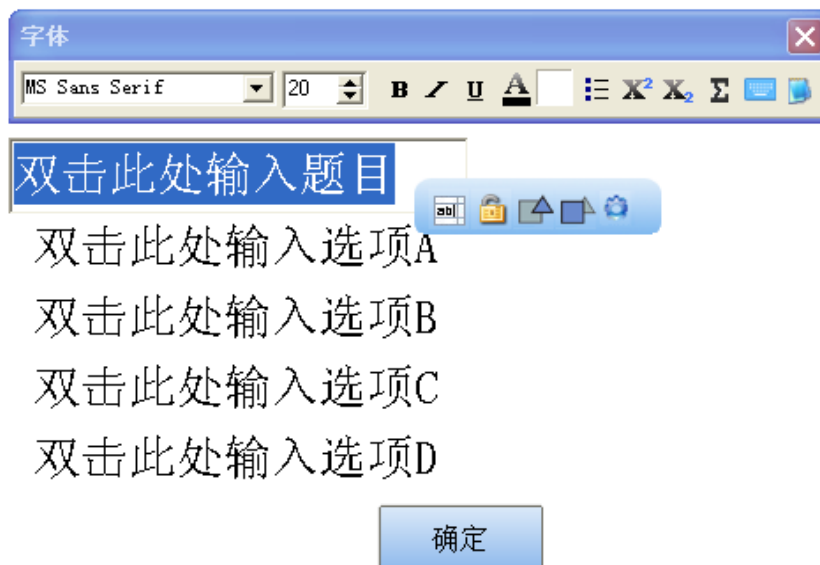 字体
MS Sans Serif 20 B I U A X² X₂ Σ
双击此处输入题目
ab
双击此处输入选项A
双击此处输入选项B
双击此处输入选项C
双击此处输入选项D
确定